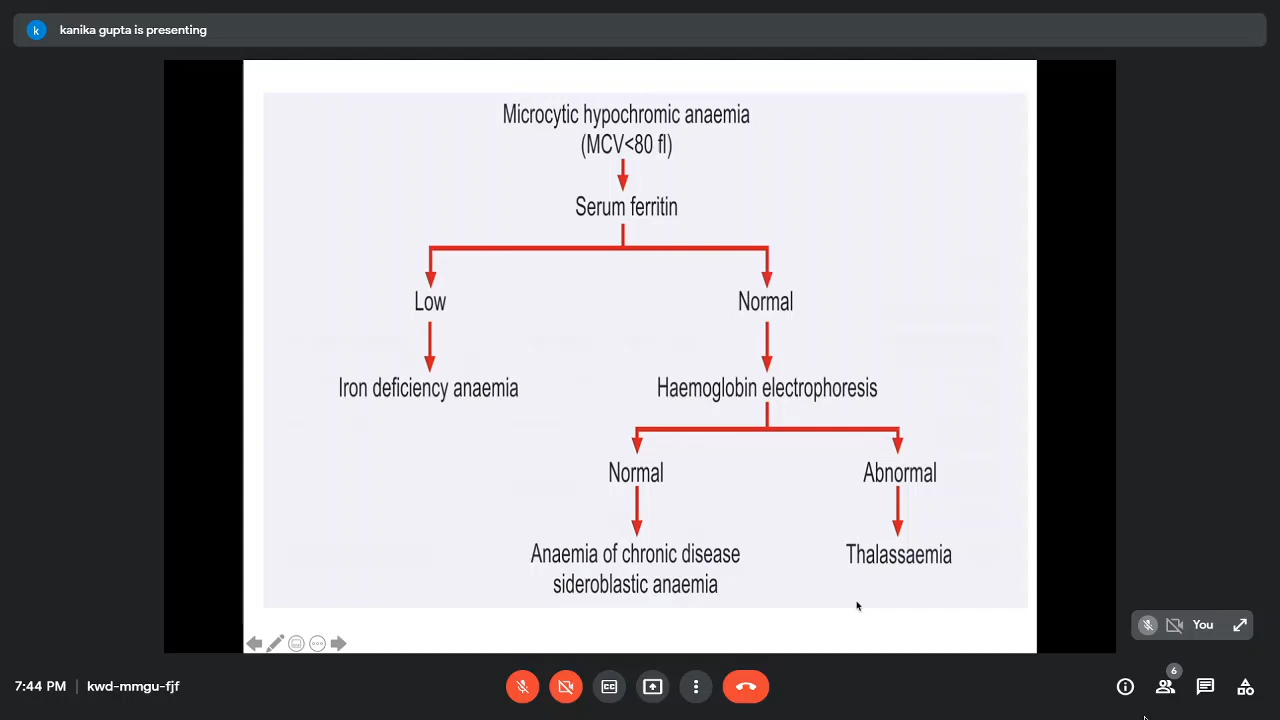 k
kanika gupta is presenting
Microcytic hypochromic anaemia
(MCV<80 fl)
Serum ferritin
Low
Normal
Iron deficiency anaemia
Haemoglobin electrophoresis
Normal
Abnormal
Anaemia of chronic disease
sideroblastic anaemia
Thalassaemia
You
7:44 PM
kwd-mmgu-fjf
CC
6